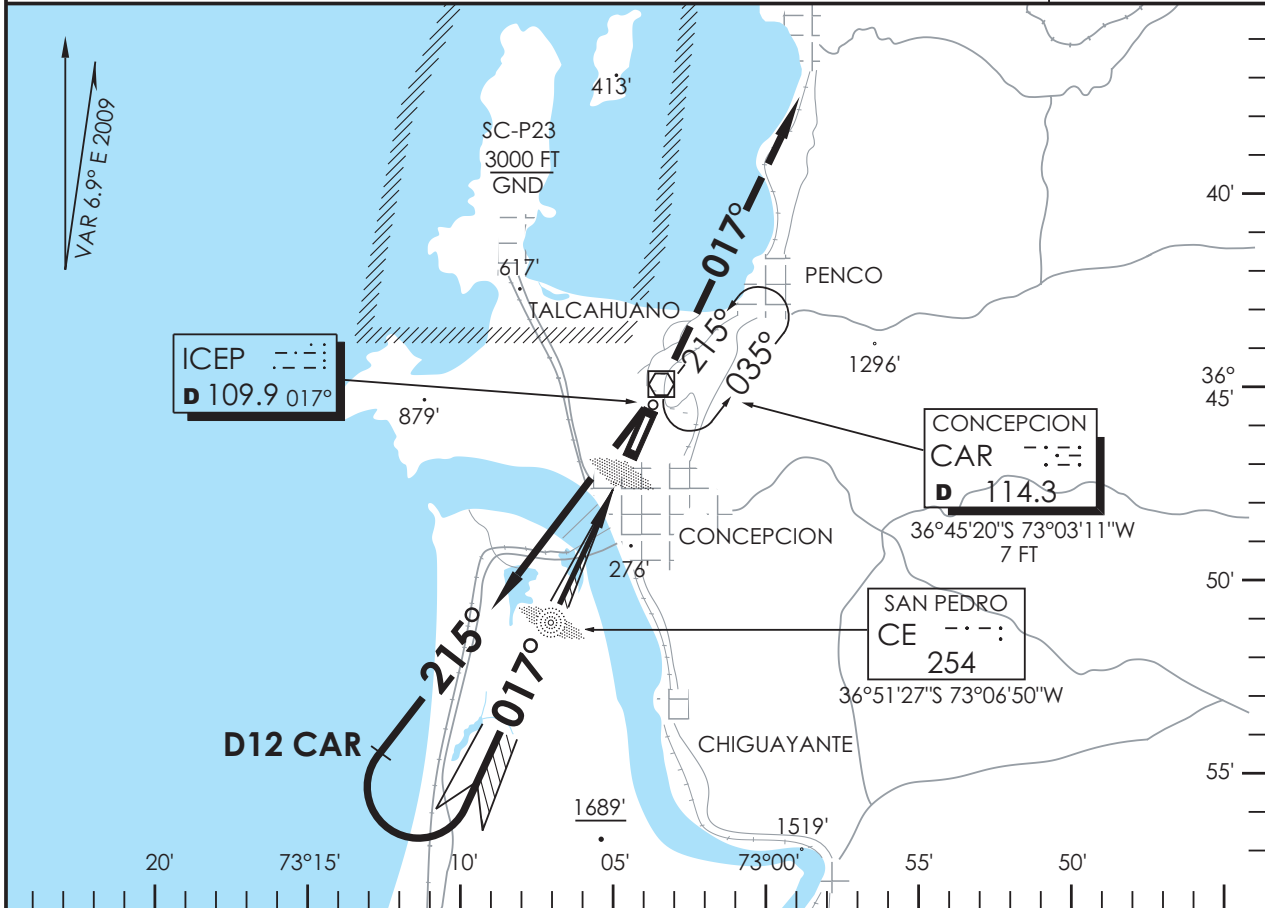 VAR 6.9° E 2009
413'
SC-P23
3000 FT
GND
617'
TALCAHUANO
017°
PENCO
40'
215°
035°
1296'
ICEP
D 109.9 017°
879'
36°
45'
CONCEPCION
CAR
D 114.3
36°45'20"S 73°03'11"W
7 FT
CONCEPCION
276'
50'
SAN PEDRO
CE
254
36°51'27"S 73°06'50"W
215°
017°
D12 CAR
CHIGUAYANTE
55'
1689'
1519'
20'
73°15'
10'
05'
73°00'
55'
50'